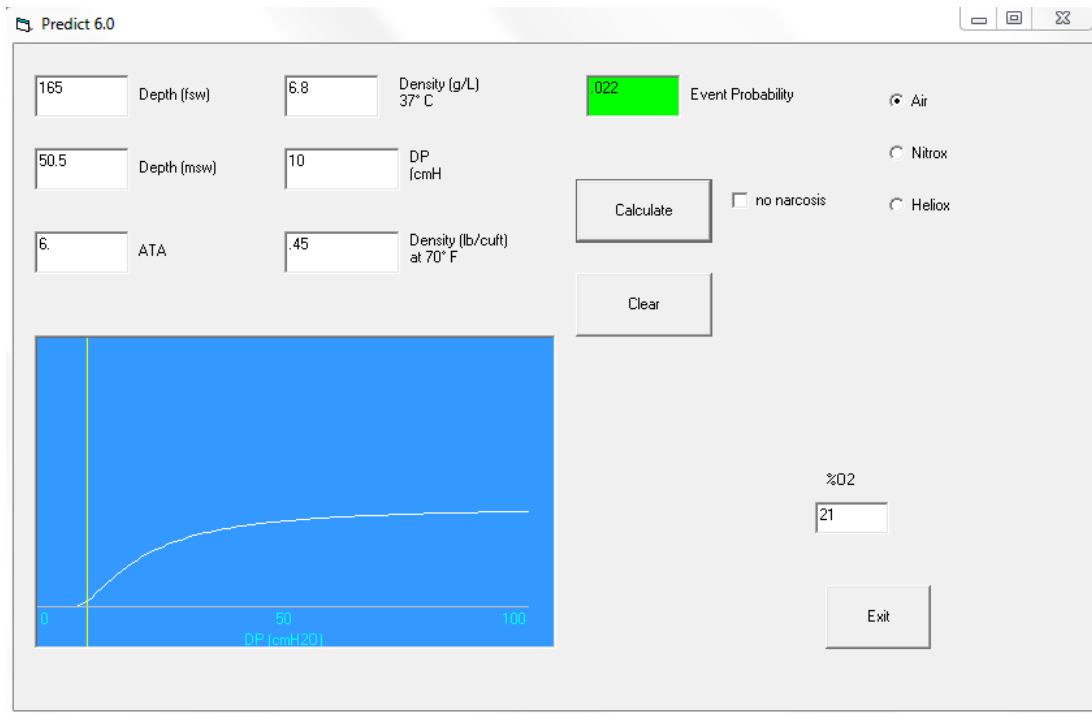 Predict 6.0
165 Depth (fsw) 6.8 Density (g/L)
37° C .022 Event Probability Air
50.5 Depth (msw) 10 DP
(cmH Nitrox
Calculate no narcosis Heliox
6. ATA .45 Density (lb/cuft)
at 70° F
Clear
%O2
21
0 50 100
DP (cmH2O)
Exit